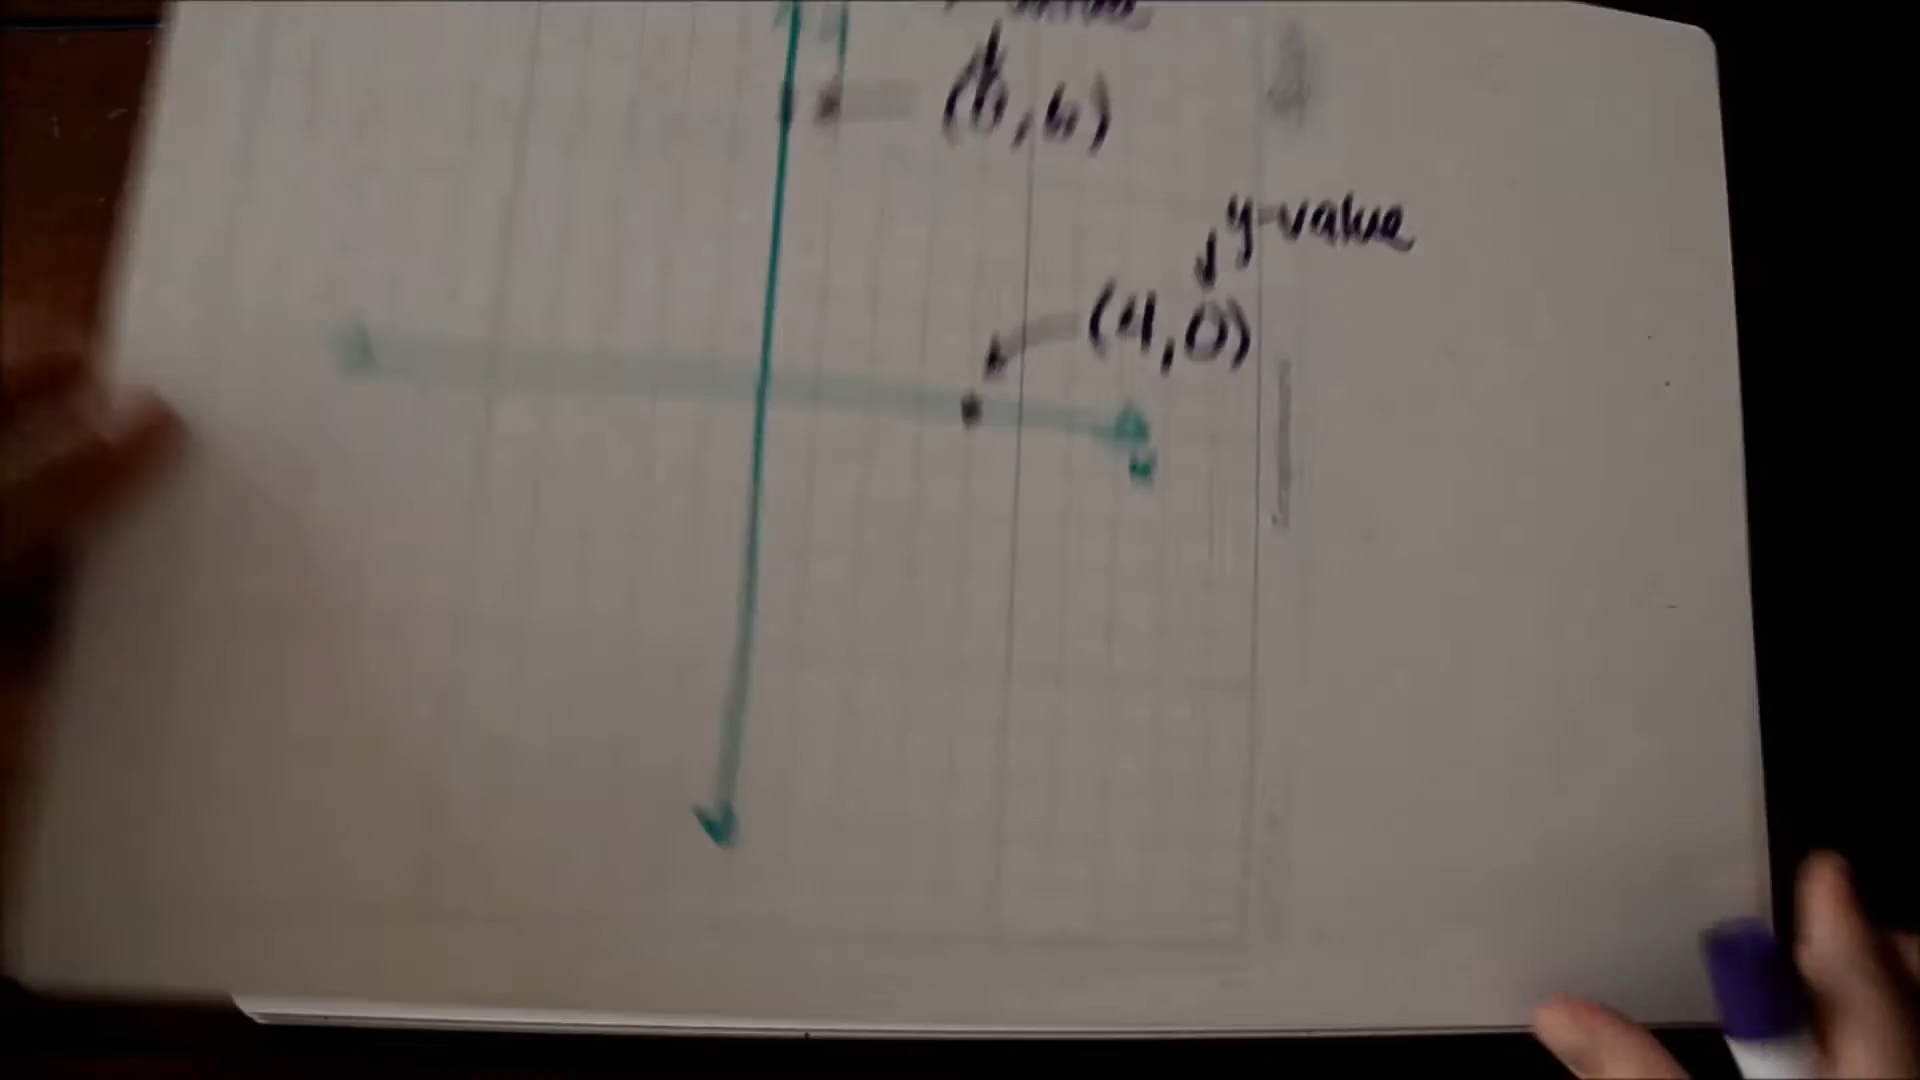 y
(0,6)
y-value
(4,0)
x